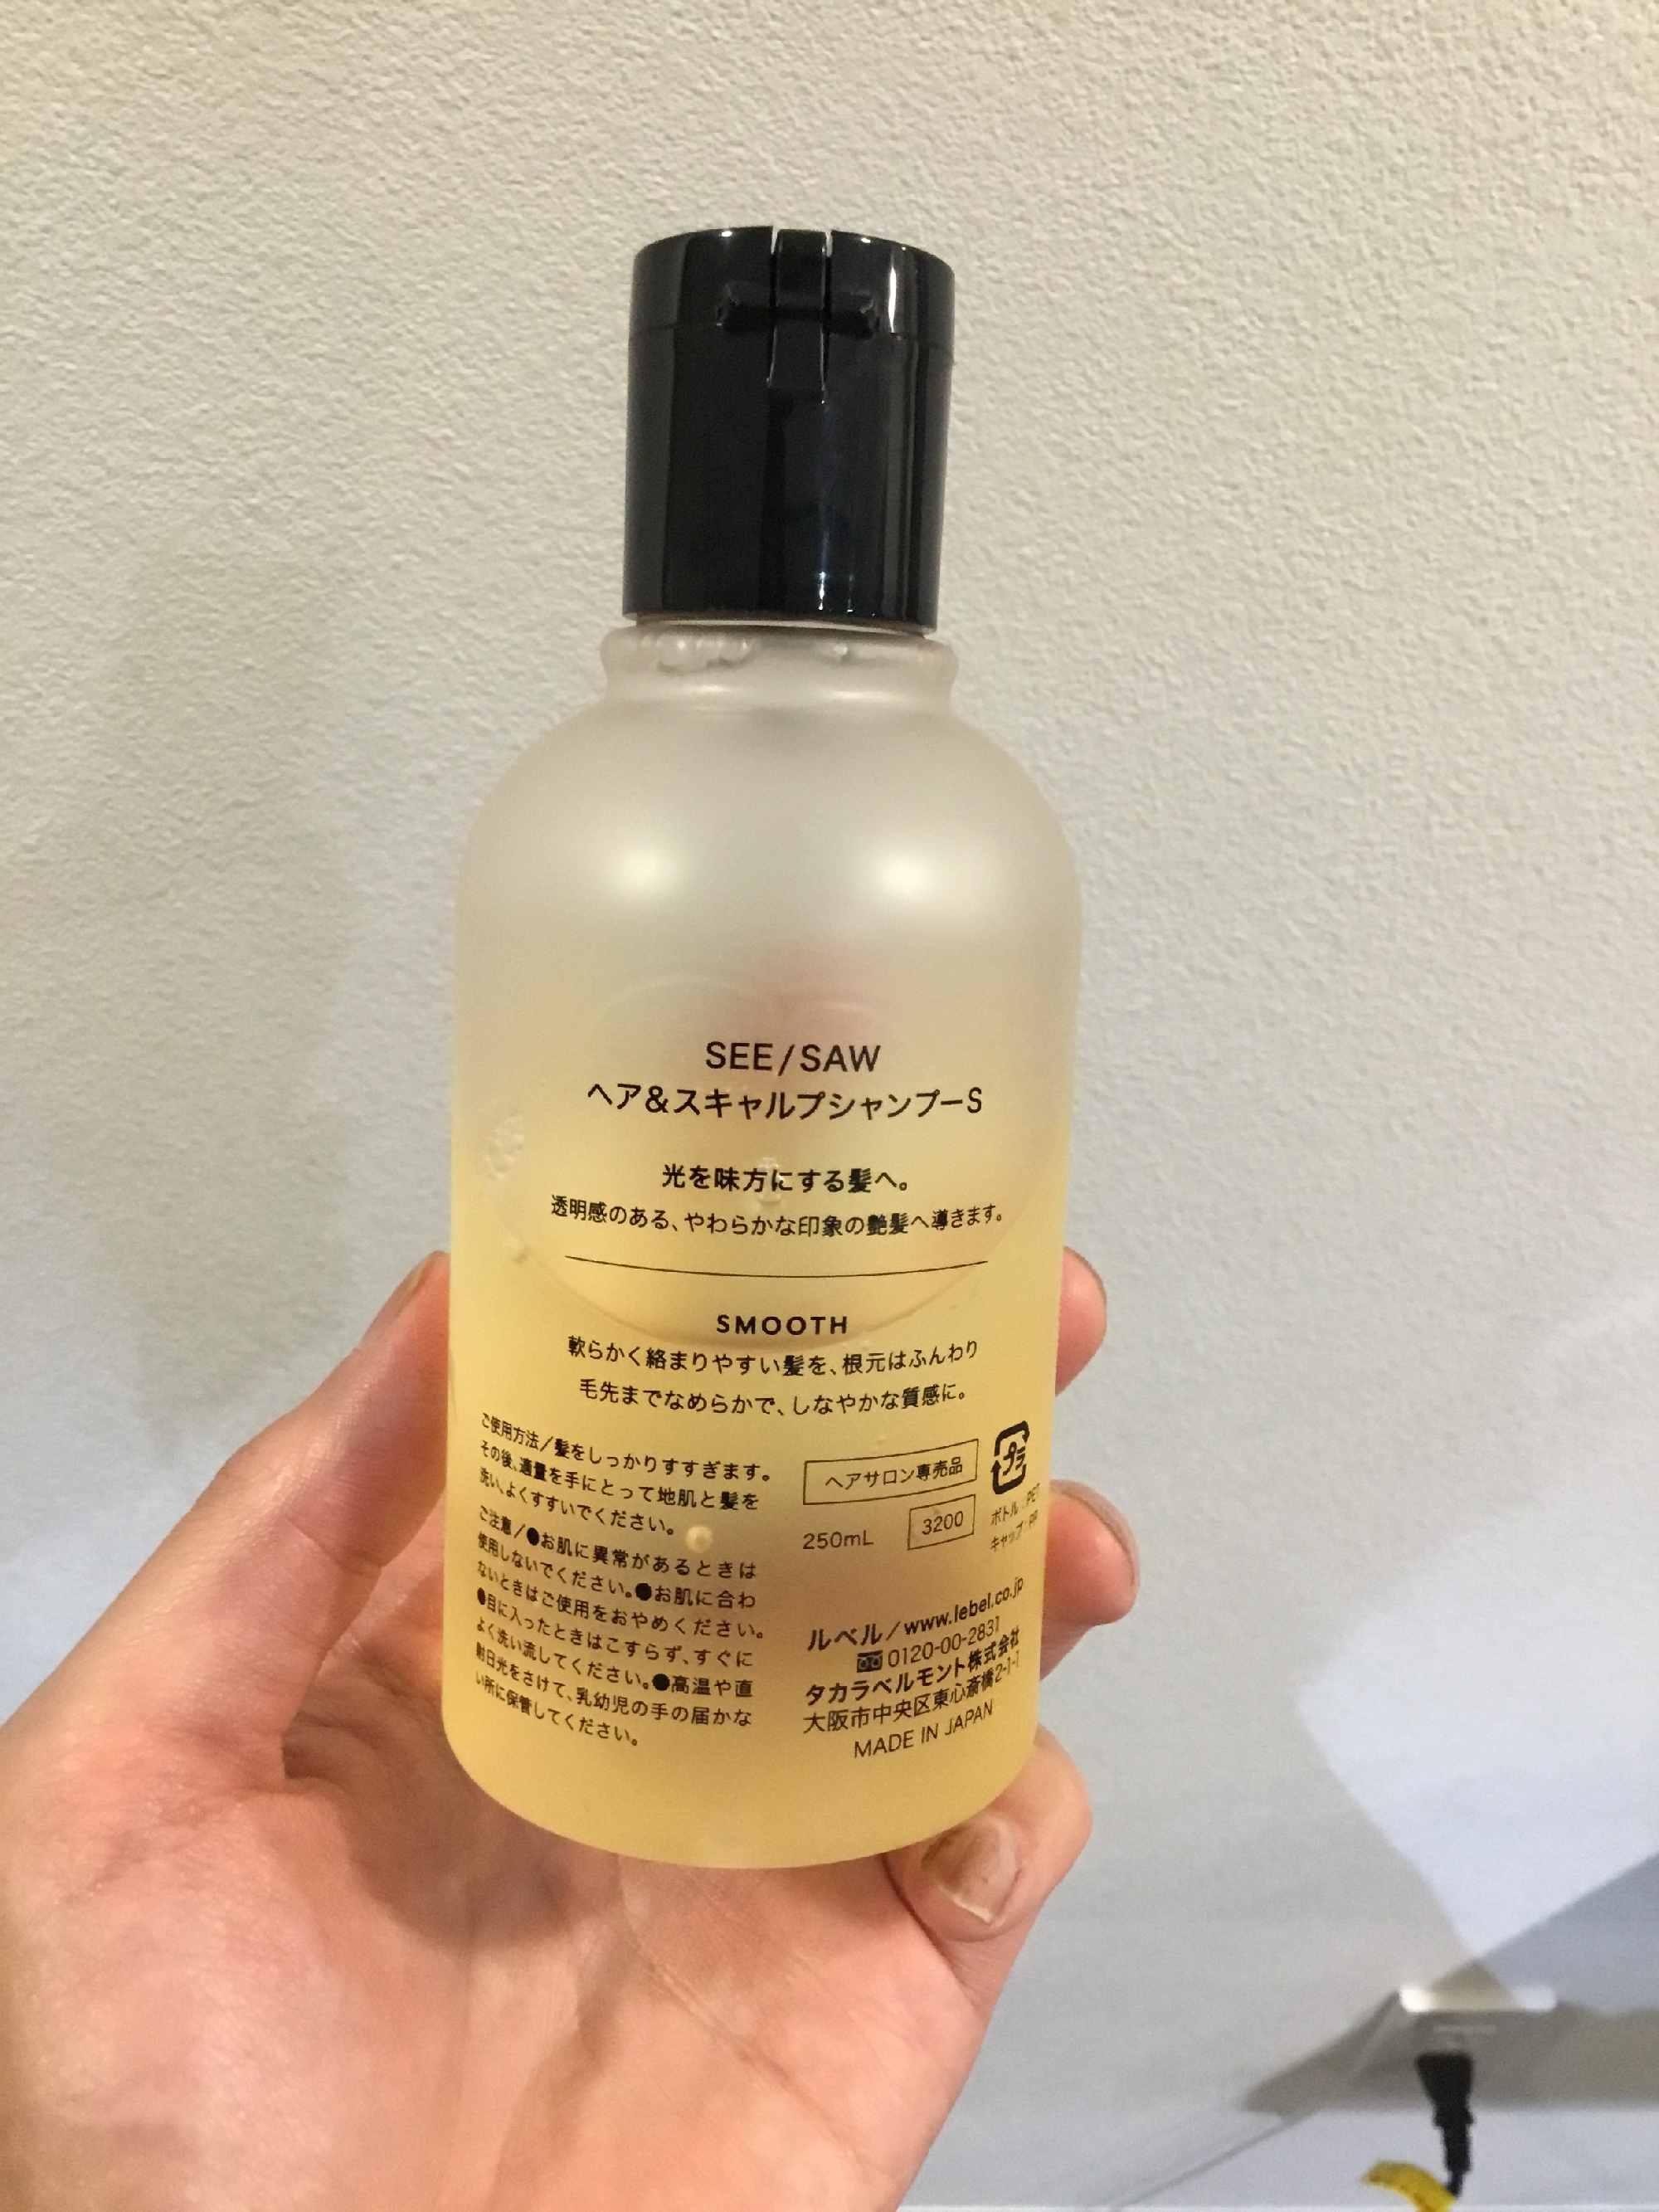 SEE/SAW
ヘア&スキャルプシャンプーS
光を味方にする髪へ。
透明感のある、やわらかな印象の艶髪へ導きます。
SMOOTH
軟らかく絡まりやすい髪を、根元はふんわり
毛先までなめらかで、しなやかな質感に。
ご使用方法/髪をしっかりすすぎます。
その後、適量を手にとって地肌と髪を
洗い、よくすすいでください。
ご注意/●お肌に異常があるときは
使用しないでください。●お肌に合わ
ないときはご使用をおやめください。
●目に入ったときはこすらず、すぐに
よく洗い流してください。●高温や直
射日光をさけて、乳幼児の手の届かな
い所に保管してください。
ヘアサロン専売品
250mL
3200
プラ
ボトル:PET
キャップ:PP
ルベル/www.lebel.co.jp
0120-00-2831
タカラベルモント株式会社
大阪市中央区東心斎橋2-1-1
MADE IN JAPAN